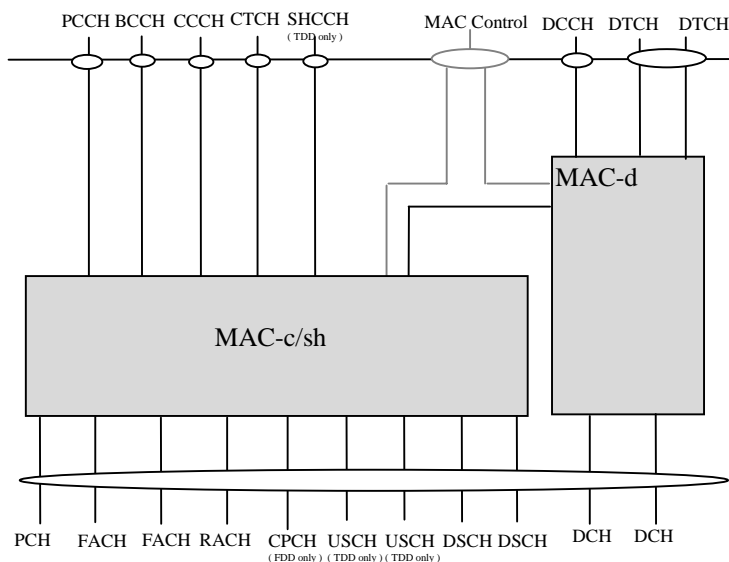 PCCH BCCH CCCH CTCH SHCCH MAC Control DCCH DTCH DTCH
( TDD only )
MAC-d
MAC-c/sh
PCH FACH FACH RACH CPCH USCH USCH DSCH DSCH DCH DCH
( FDD only ) ( TDD only ) ( TDD only )